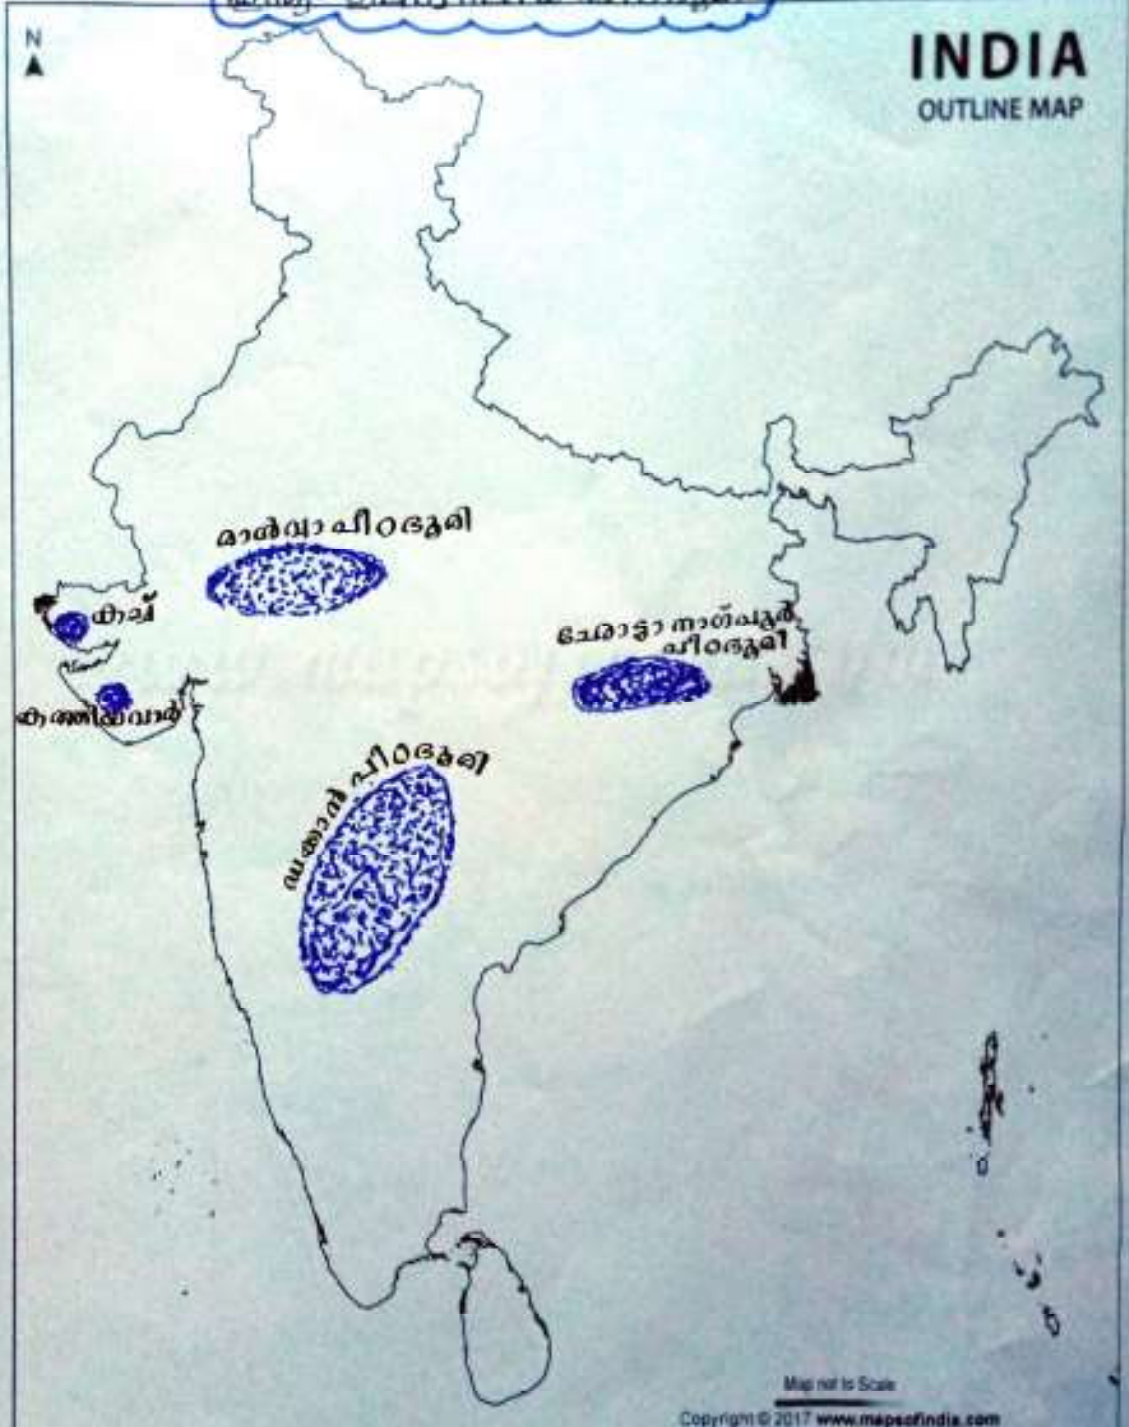 N
INDIA
OUTLINE MAP
മാൽവാ പീഠഭൂമി
കച്ച്
ചോട്ടാ നാഗ്പൂർ
പീഠഭൂമി
കത്തിയവാർ
ഡക്കാൻ പീഠഭൂമി
Map not to Scale
Copyright © 2017 www.mapsofindia.com